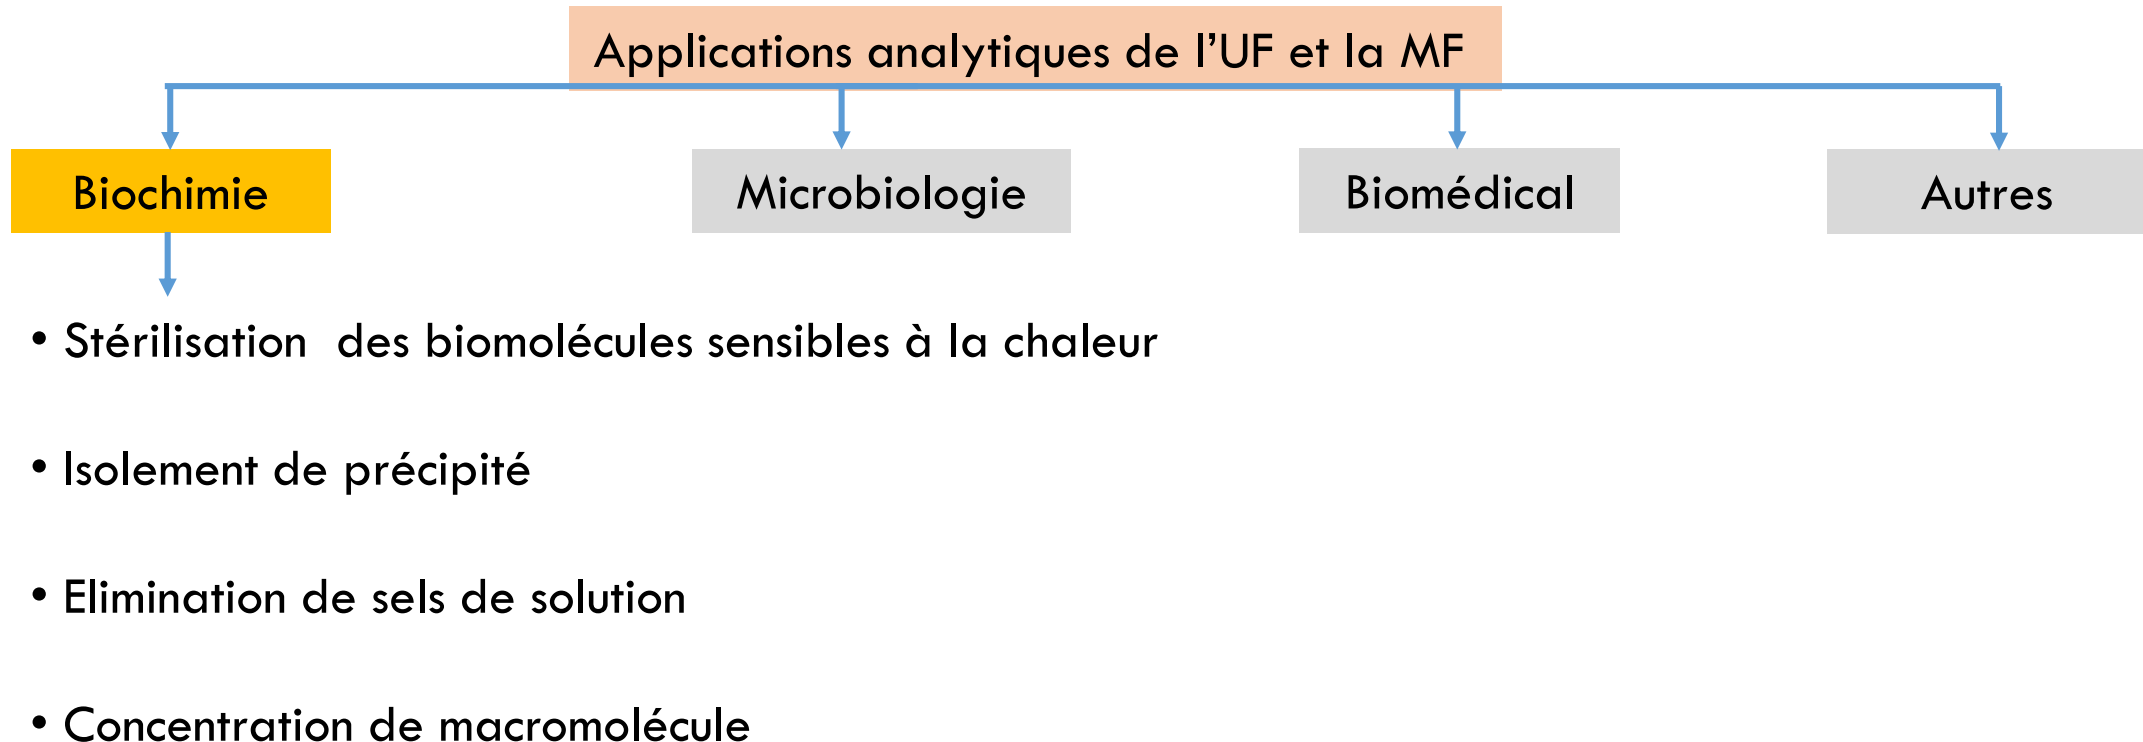 Applications analytiques de l’UF et la MF
Biochimie
Microbiologie
Biomédical
Autres
• Stérilisation  des biomolécules sensibles à la chaleur
• Isolement de précipité
• Elimination de sels de solution
• Concentration de macromolécule